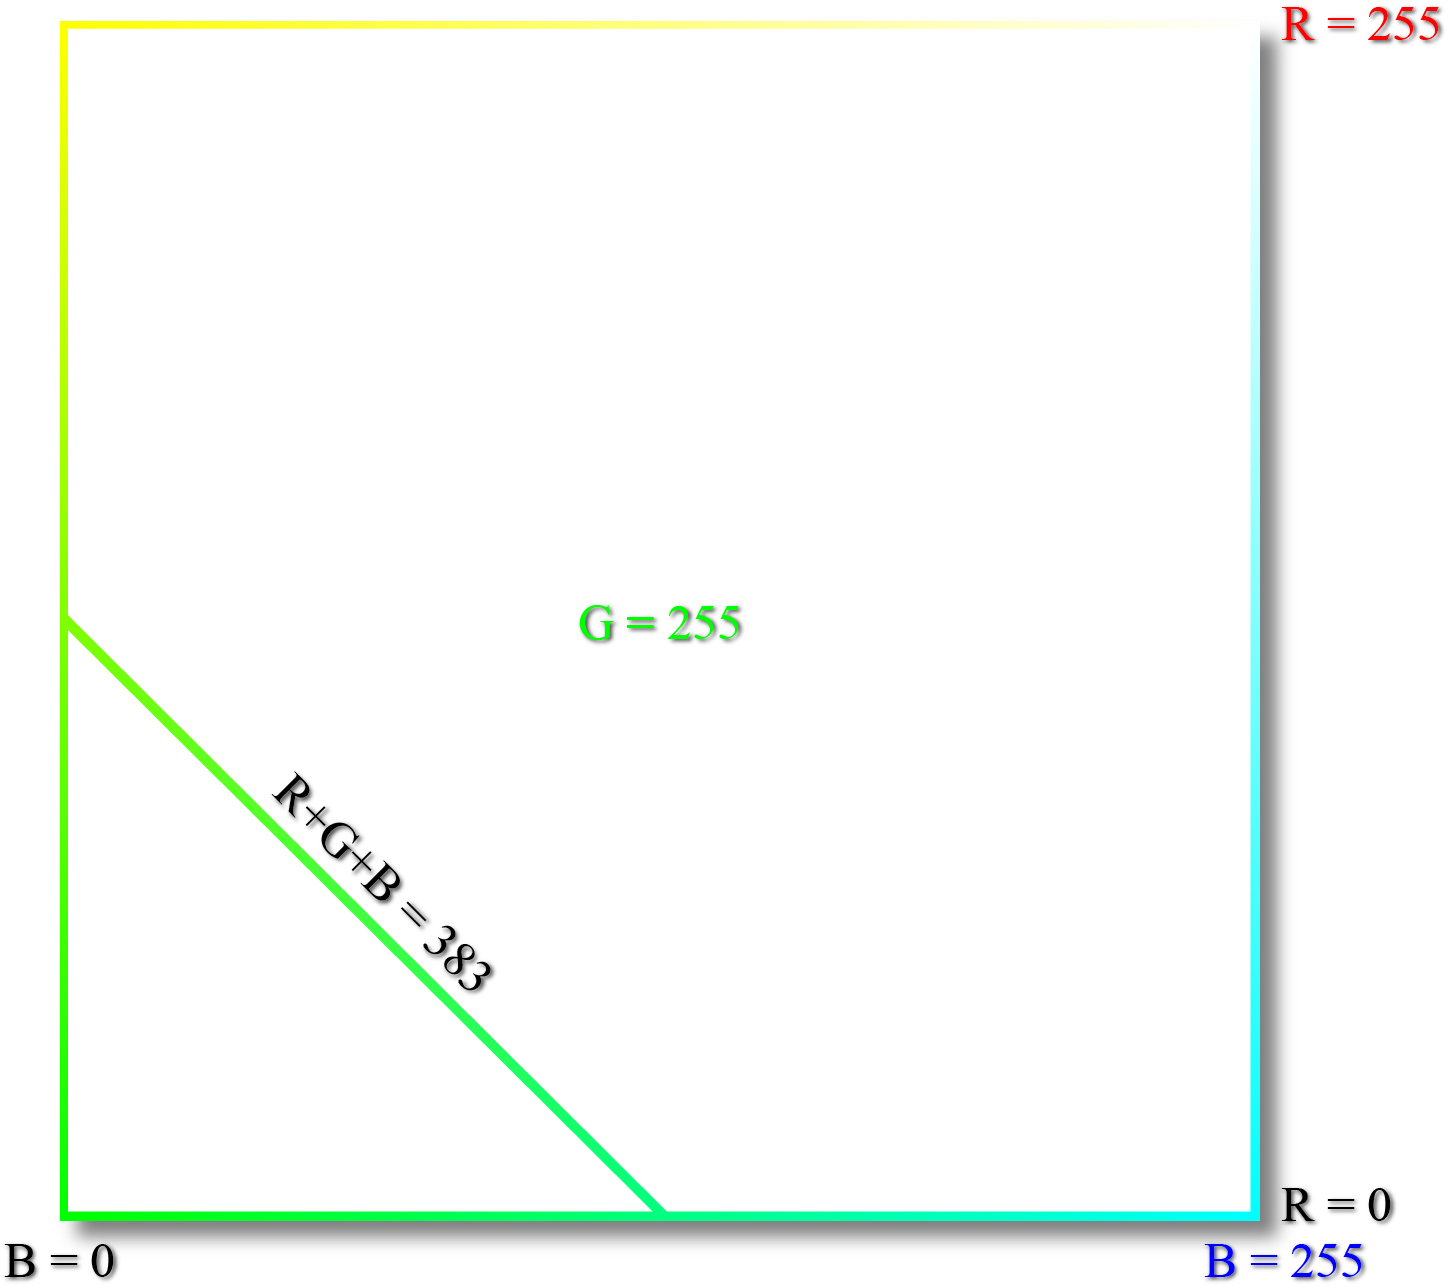 R = 255
G = 255
R+G+B = 383
R = 0
B = 0
B = 255